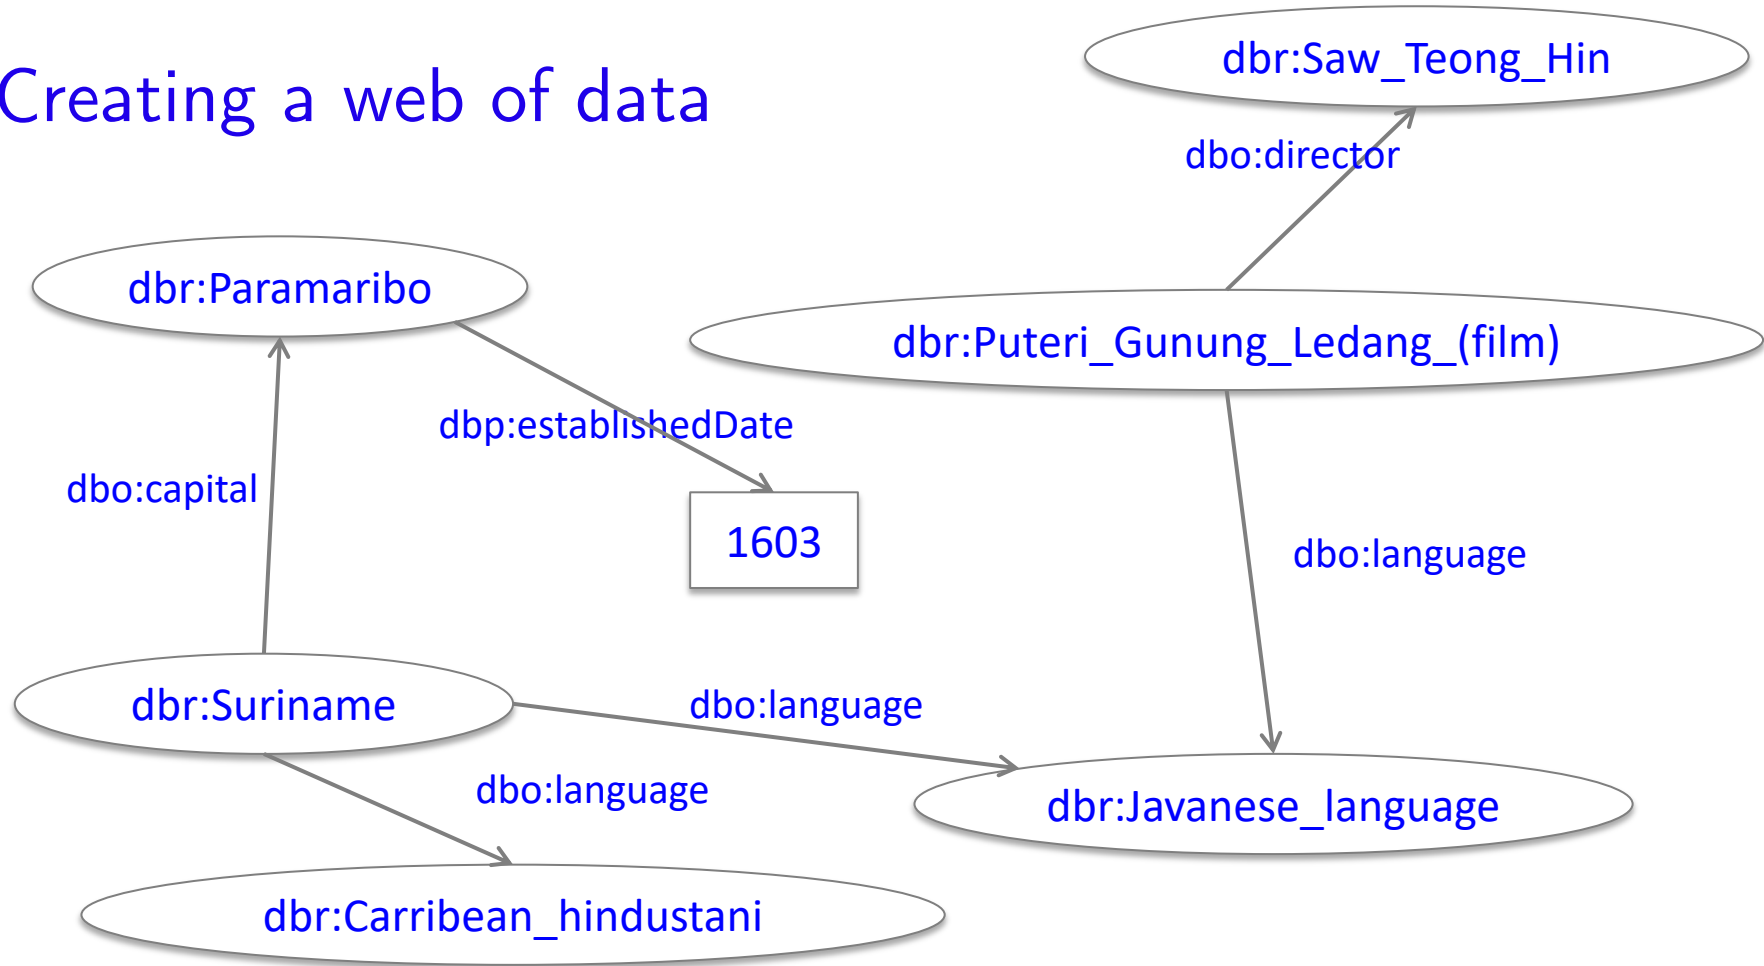 Creating a web of data
dbr:Saw_Teong_Hin
dbo:director
dbr:Paramaribo
dbr:Puteri_Gunung_Ledang_(film)
dbp:establishedDate
dbo:capital
1603
dbo:language
dbr:Suriname
dbo:language
dbo:language
dbr:Javanese_language
dbr:Carribean_hindustani